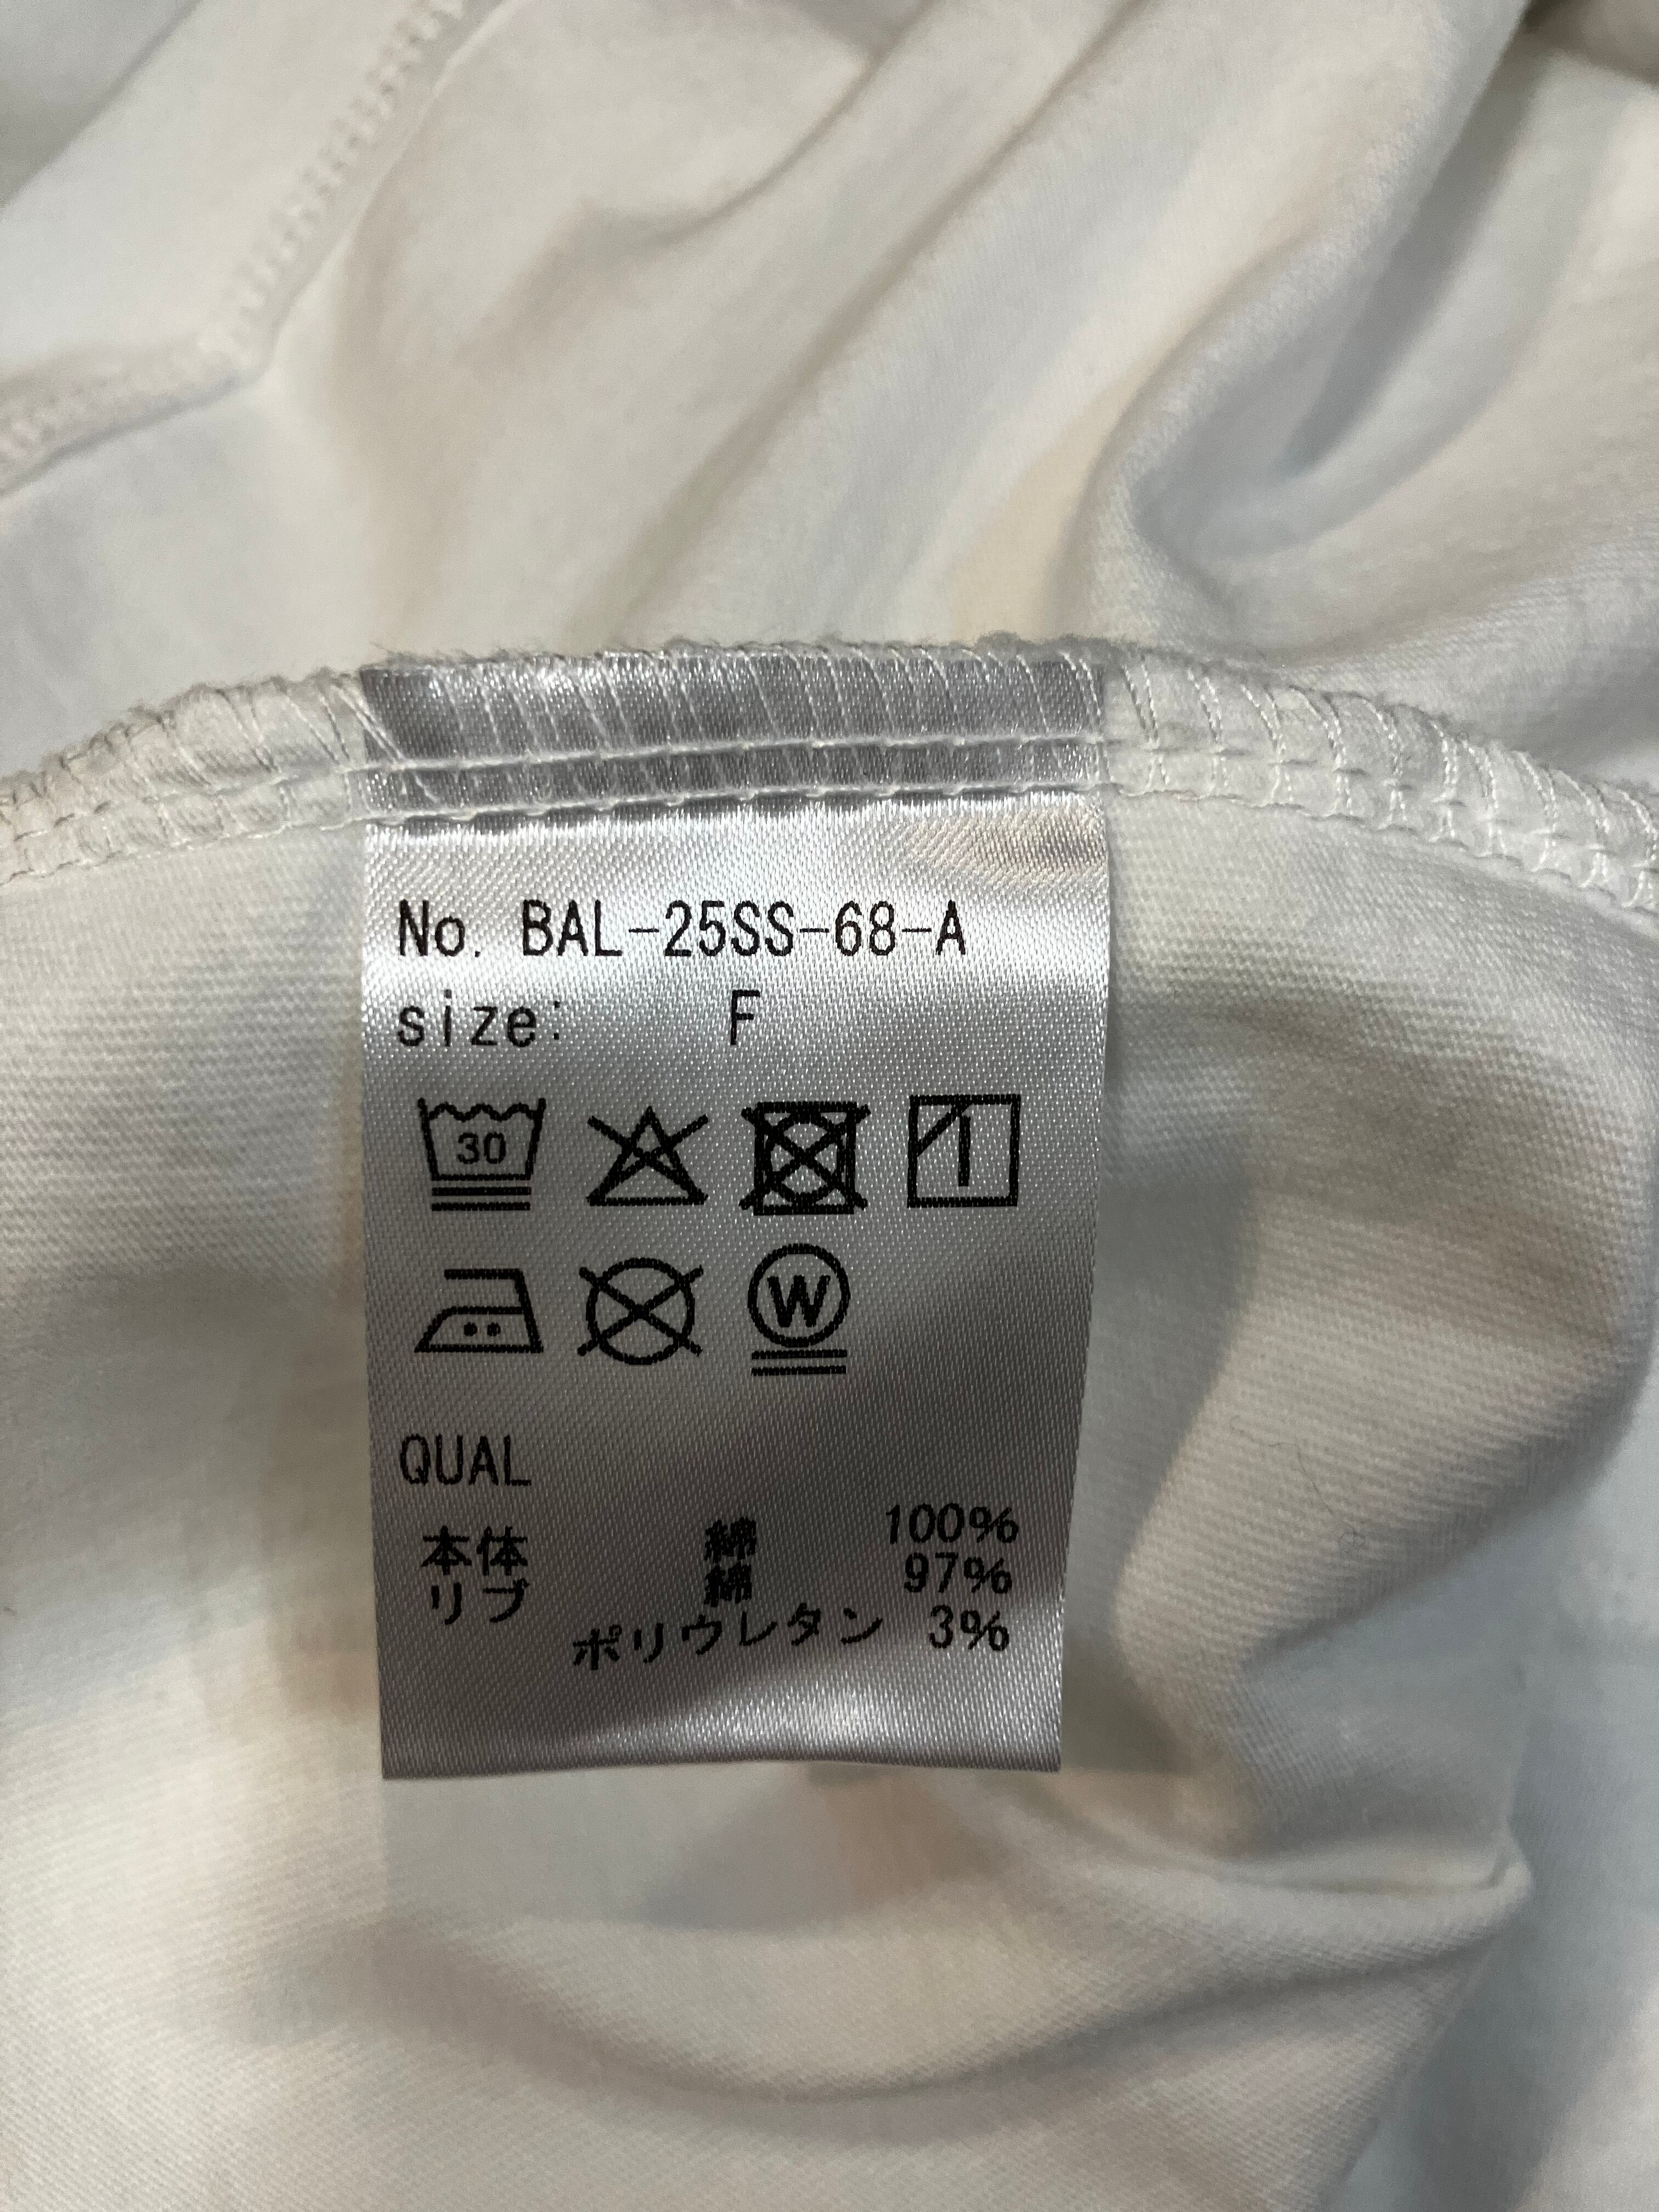 No. BAL-25SS-68-A
size: F
30
W
QUAL
本体 綿 100%
リブ 綿 97%
ポリウレタン 3%